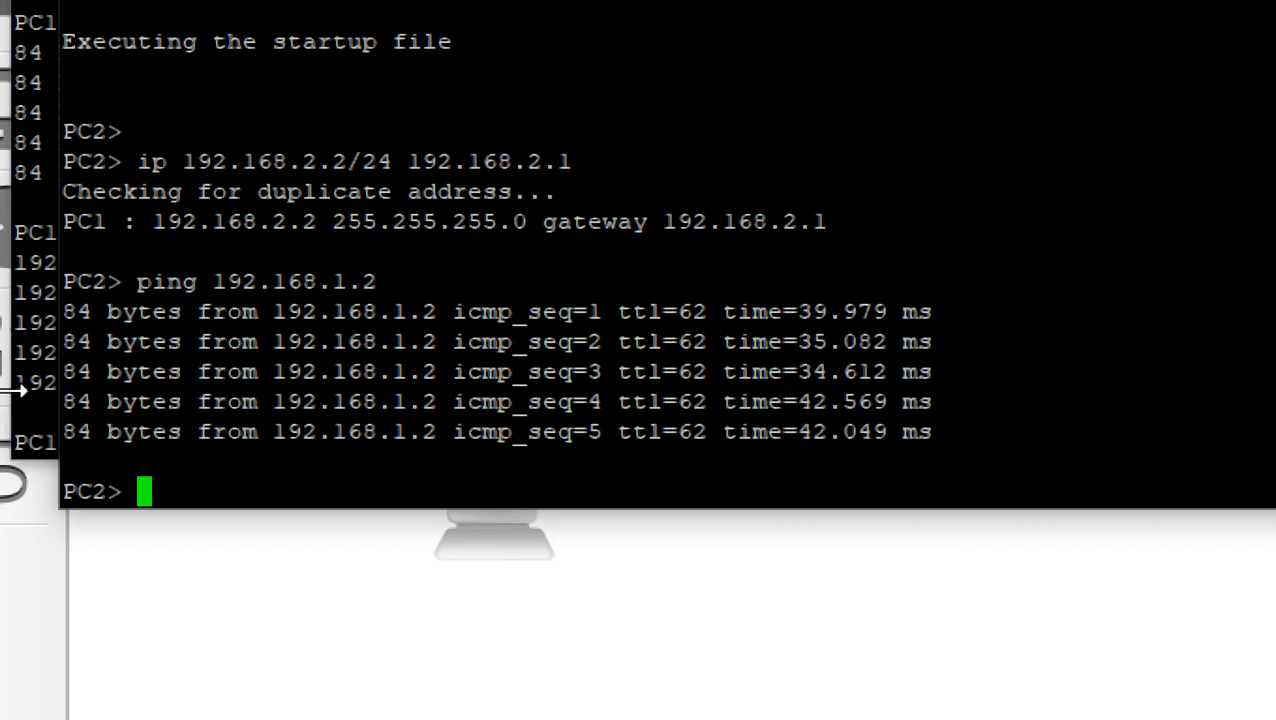 PC1
84
84
84
84
84
PC1
192
192
192
192
192
PC1
Executing the startup file
PC2>
PC2> ip 192.168.2.2/24 192.168.2.1
Checking for duplicate address...
PC1 : 192.168.2.2 255.255.255.0 gateway 192.168.2.1
PC2> ping 192.168.1.2
84 bytes from 192.168.1.2 icmp_seq=1 ttl=62 time=39.979 ms
84 bytes from 192.168.1.2 icmp_seq=2 ttl=62 time=35.082 ms
84 bytes from 192.168.1.2 icmp_seq=3 ttl=62 time=34.612 ms
84 bytes from 192.168.1.2 icmp_seq=4 ttl=62 time=42.569 ms
84 bytes from 192.168.1.2 icmp_seq=5 ttl=62 time=42.049 ms
PC2>